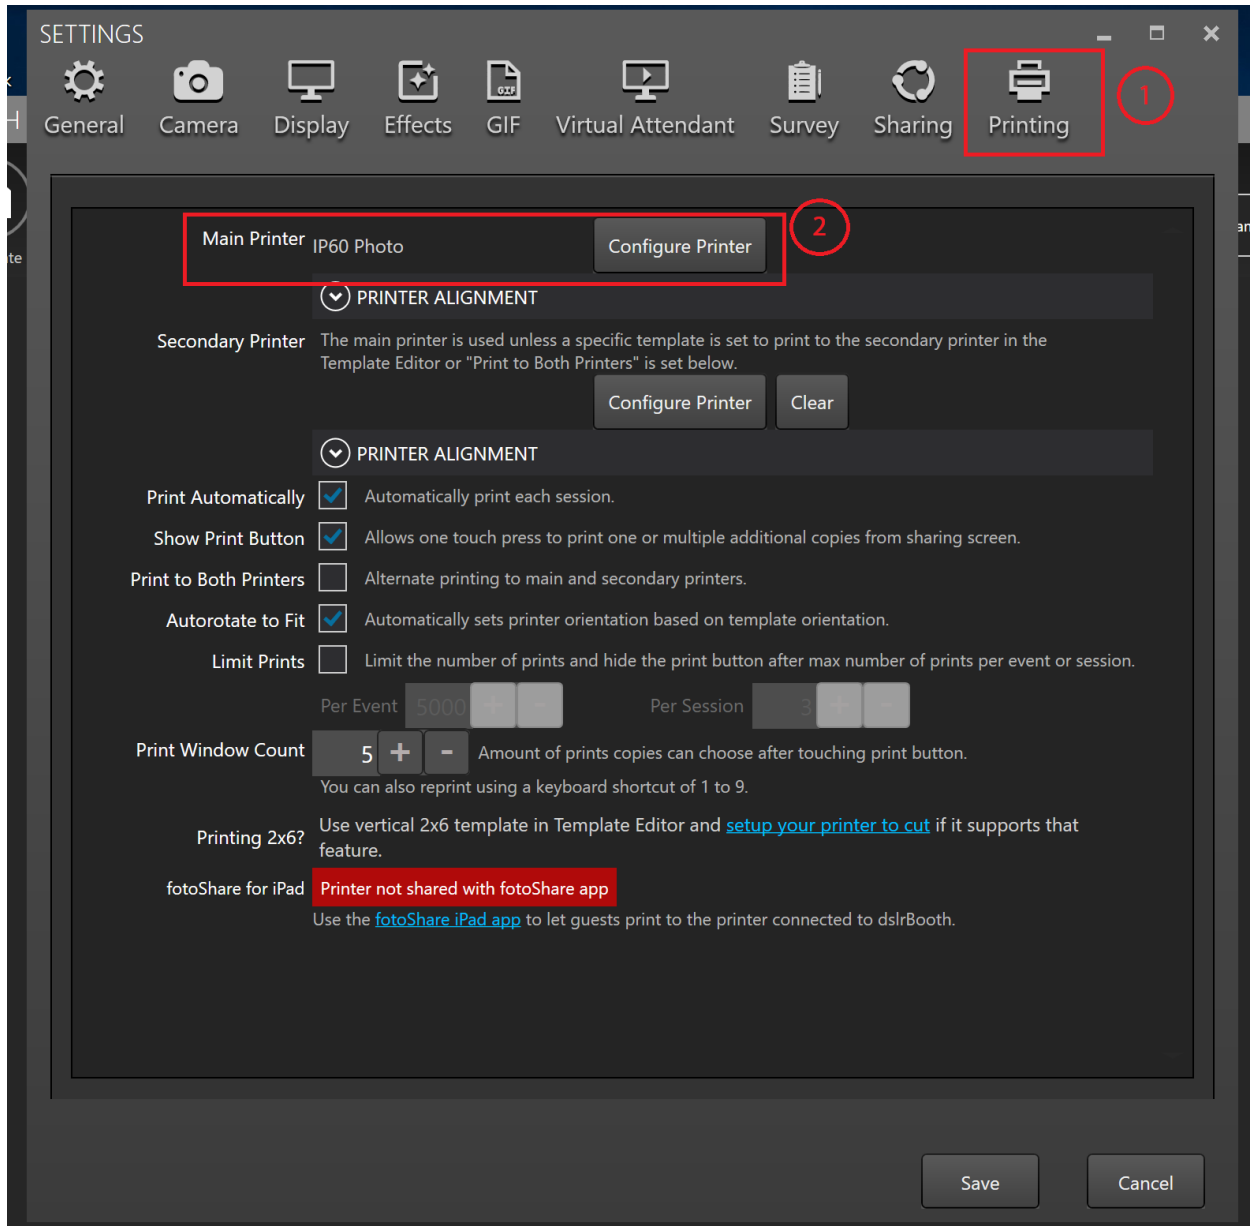 SETTINGS
General Camera Display Effects GIF Virtual Attendant Survey Sharing Printing
1
Main Printer IP60 Photo Configure Printer
2
PRINTER ALIGNMENT
Secondary Printer The main printer is used unless a specific template is set to print to the secondary printer in the
Template Editor or "Print to Both Printers" is set below.
Configure Printer Clear
PRINTER ALIGNMENT
Print Automatically Automatically print each session.
Show Print Button Allows one touch press to print one or multiple additional copies from sharing screen.
Print to Both Printers Alternate printing to main and secondary printers.
Autorotate to Fit Automatically sets printer orientation based on template orientation.
Limit Prints Limit the number of prints and hide the print button after max number of prints per event or session.
Per Event 5000 + - Per Session 3 + -
Print Window Count 5 + - Amount of prints copies can choose after touching print button.
You can also reprint using a keyboard shortcut of 1 to 9.
Printing 2x6? Use vertical 2x6 template in Template Editor and setup your printer to cut if it supports that
feature.
fotoShare for iPad Printer not shared with fotoShare app
Use the fotoShare iPad app to let guests print to the printer connected to dslrBooth.
Save Cancel